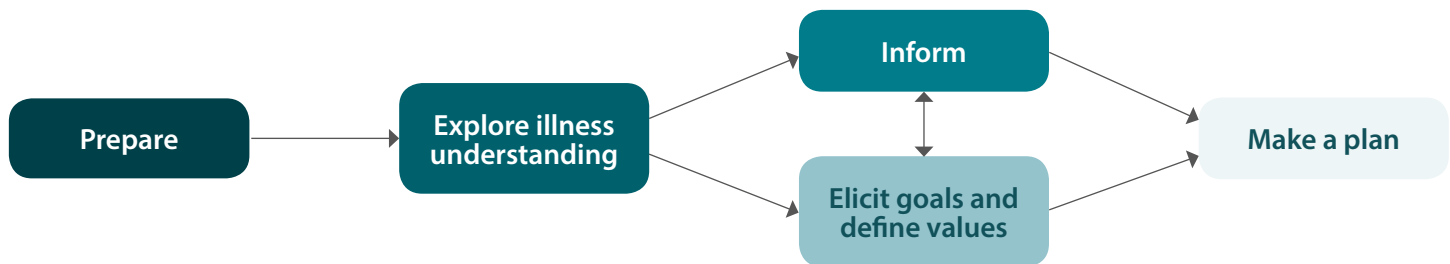 Prepare
Explore illness
understanding
Inform
Elicit goals and
define values
Make a plan